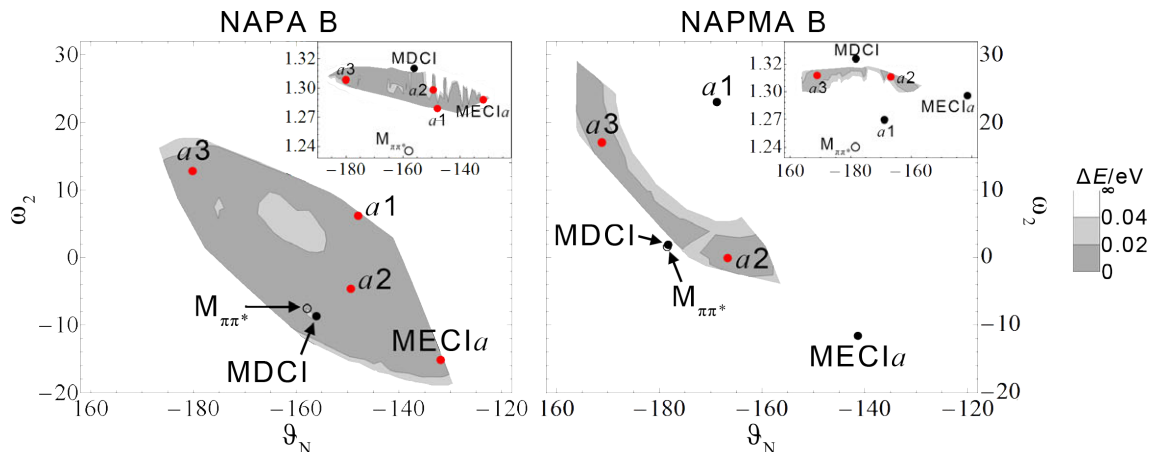 NAPA B
NAPMA B
30
20
10
0
−10
−20
ω2
160
−180
−160
−140
−120
ϑN
a3
a1
a2
Mππ*
MDCI
MECIa
1.32
1.30
1.27
1.24
−180
−160
−140
MDCI
a3
a2
a1
MECIa
Mππ*
a1
a3
MDCI
a2
Mππ*
MECIa
160
−180
−160
−140
−120
ϑN
30
20
10
0
−10
−20
ω2
1.32
1.30
1.27
1.24
160
−180
−160
MDCI
a3
a2
MECIa
a1
Mππ*
ΔE/eV
∞
0.04
0.02
0